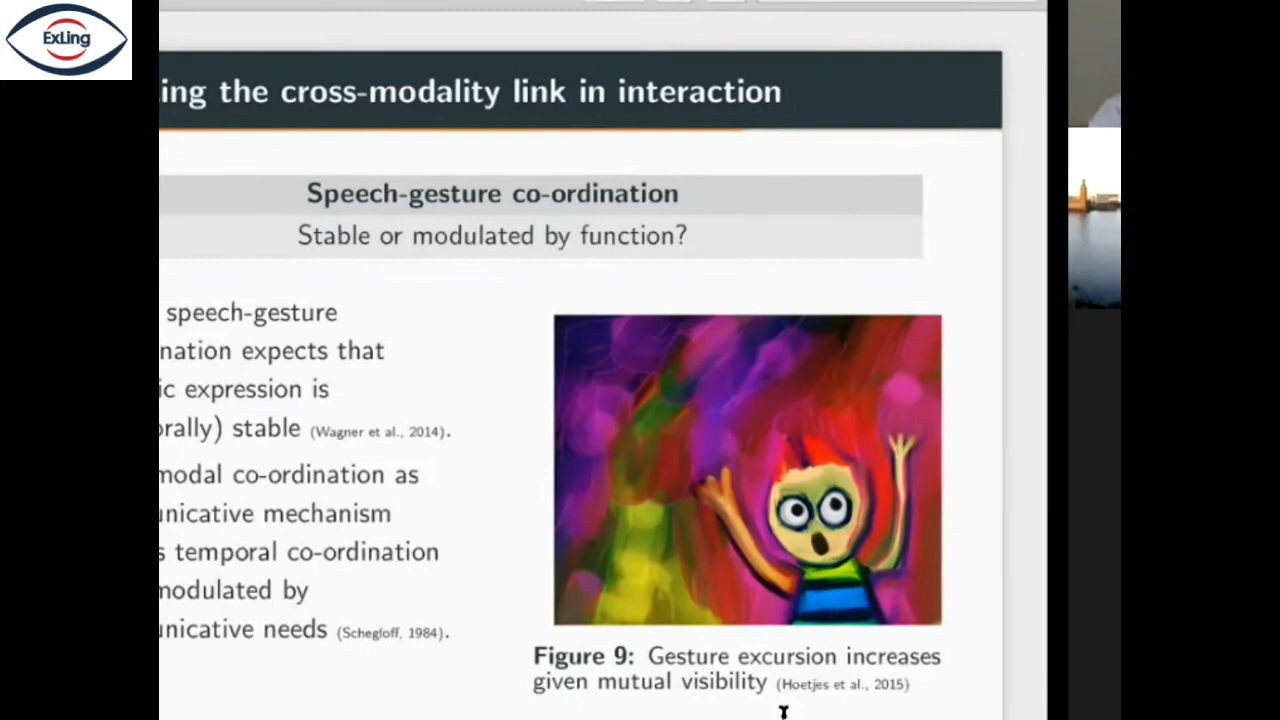 ExLing
ing the cross-modality link in interaction
Speech-gesture co-ordination
Stable or modulated by function?
speech-gesture
nation expects that
ic expression is
orally) stable (Wagner et al., 2014).
modal co-ordination as
unicative mechanism
s temporal co-ordination
modulated by
unicative needs (Schegloff, 1984).
Figure 9: Gesture excursion increases
given mutual visibility (Hoetjes et al., 2015)